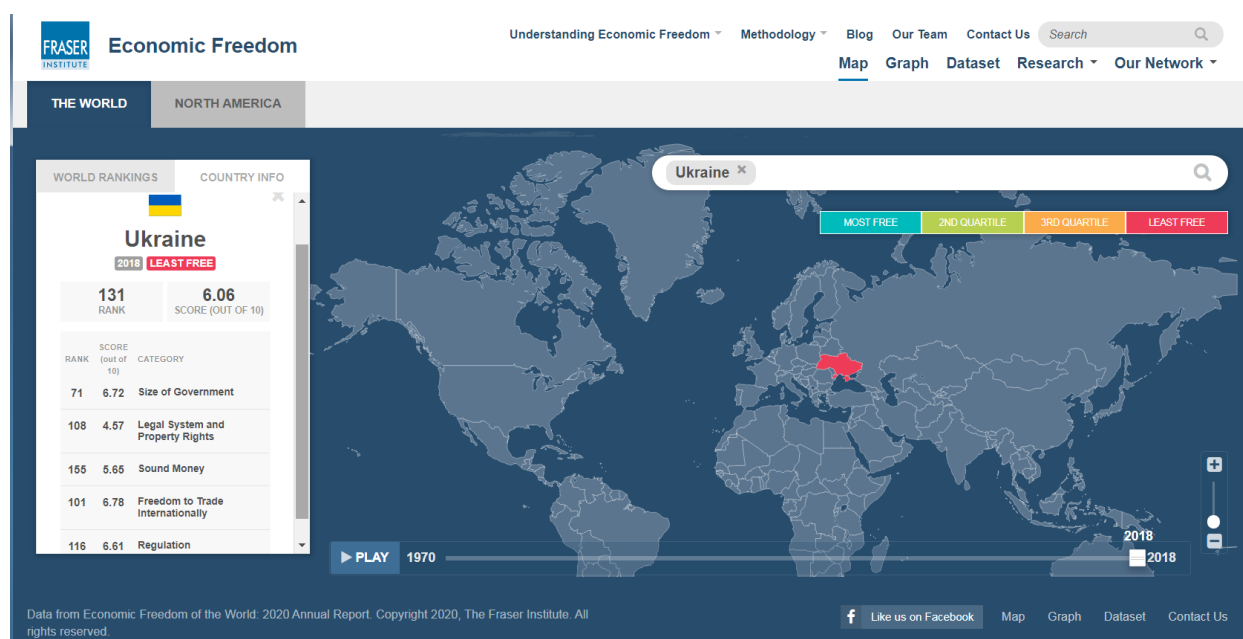 FRASER
INSTITUTE
Economic Freedom
Understanding Economic Freedom Methodology Blog Our Team Contact Us Search
Map Graph Dataset Research Our Network
THE WORLD NORTH AMERICA
WORLD RANKINGS COUNTRY INFO
Ukraine
2018 LEAST FREE
131
RANK
6.06
SCORE (OUT OF 10)
RANK SCORE (out of 10) CATEGORY
71 6.72 Size of Government
108 4.57 Legal System and
Property Rights
155 5.65 Sound Money
101 6.78 Freedom to Trade
Internationally
116 6.61 Regulation
Ukraine ×
MOST FREE 2ND QUARTILE 3RD QUARTILE LEAST FREE
2018
PLAY 1970 2018
Data from Economic Freedom of the World: 2020 Annual Report. Copyright 2020, The Fraser Institute. All
rights reserved.
f Like us on Facebook Map Graph Dataset Contact Us